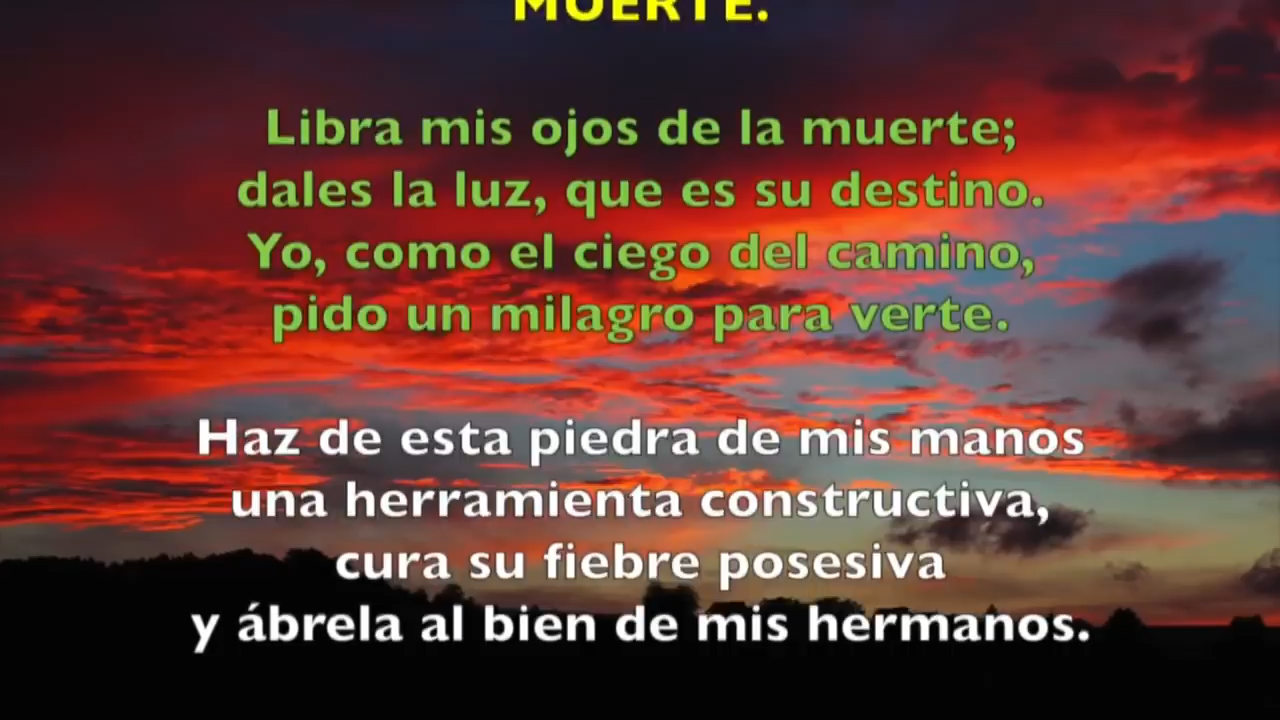 MUERTE.
Libra mis ojos de la muerte;
dales la luz, que es su destino.
Yo, como el ciego del camino,
pido un milagro para verte.
Haz de esta piedra de mis manos
una herramienta constructiva,
cura su fiebre posesiva
y ábrela al bien de mis hermanos.